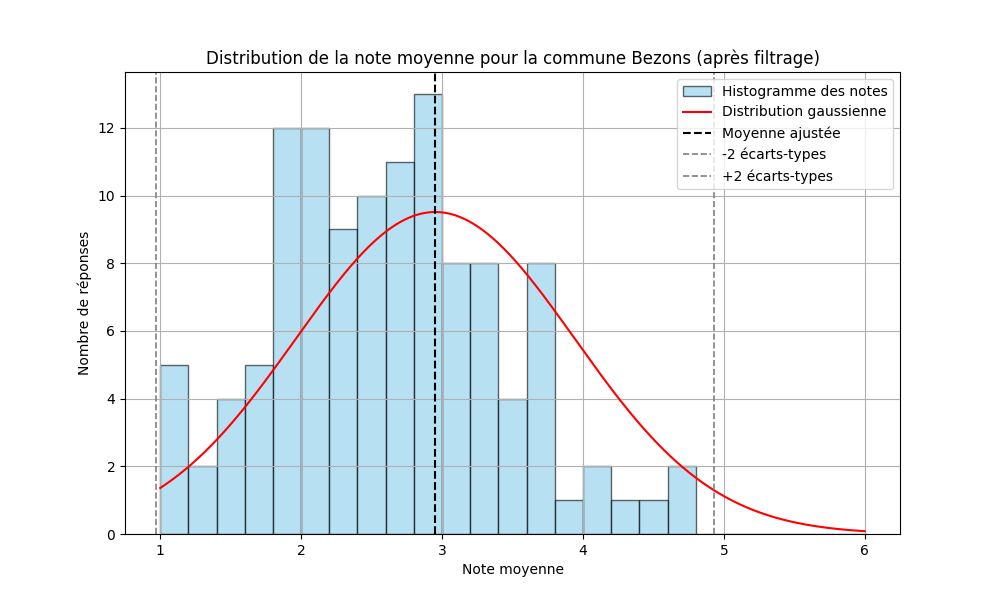 Distribution de la note moyenne pour la commune Bezons (après filtrage)
Histogramme des notes
Distribution gaussienne
Moyenne ajustée
-2 écarts-types
+2 écarts-types
Nombre de réponses
12
10
8
6
4
2
0
1 2 3 4 5 6
Note moyenne